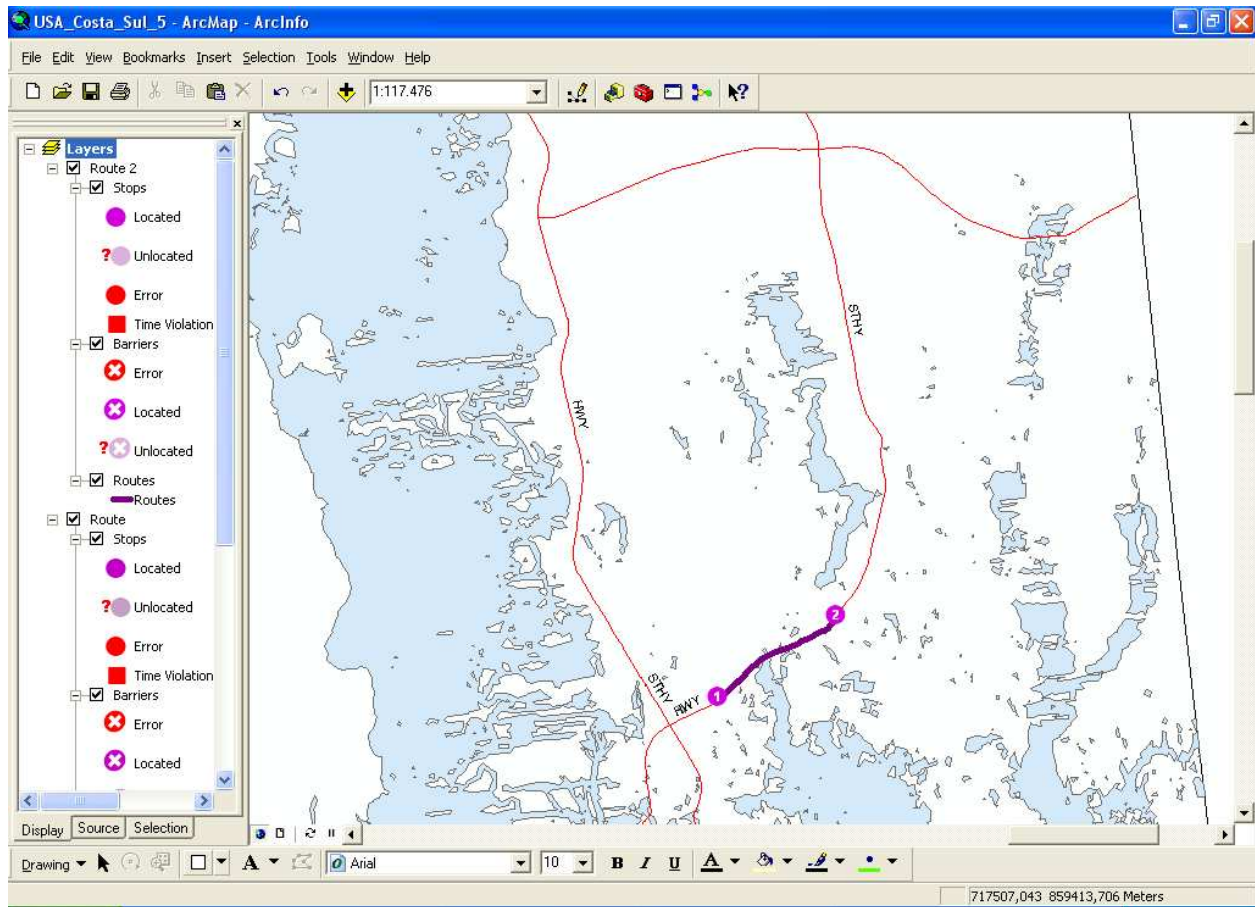 USA_Costa_Sul_5 - ArcMap - ArcInfo
File Edit View Bookmarks Insert Selection Tools Window Help
1:117.476
Layers
Route 2
Stops
Located
? Unlocated
Error
Time Violation
Barriers
Error
Located
? Unlocated
Routes
Routes
Route
Stops
Located
? Unlocated
Error
Time Violation
Barriers
Error
Located
Display Source Selection
STHY
HWY
STHY
HWY
1
2
Drawing A Arial 10 B I U A
717507,043 859413,706 Meters